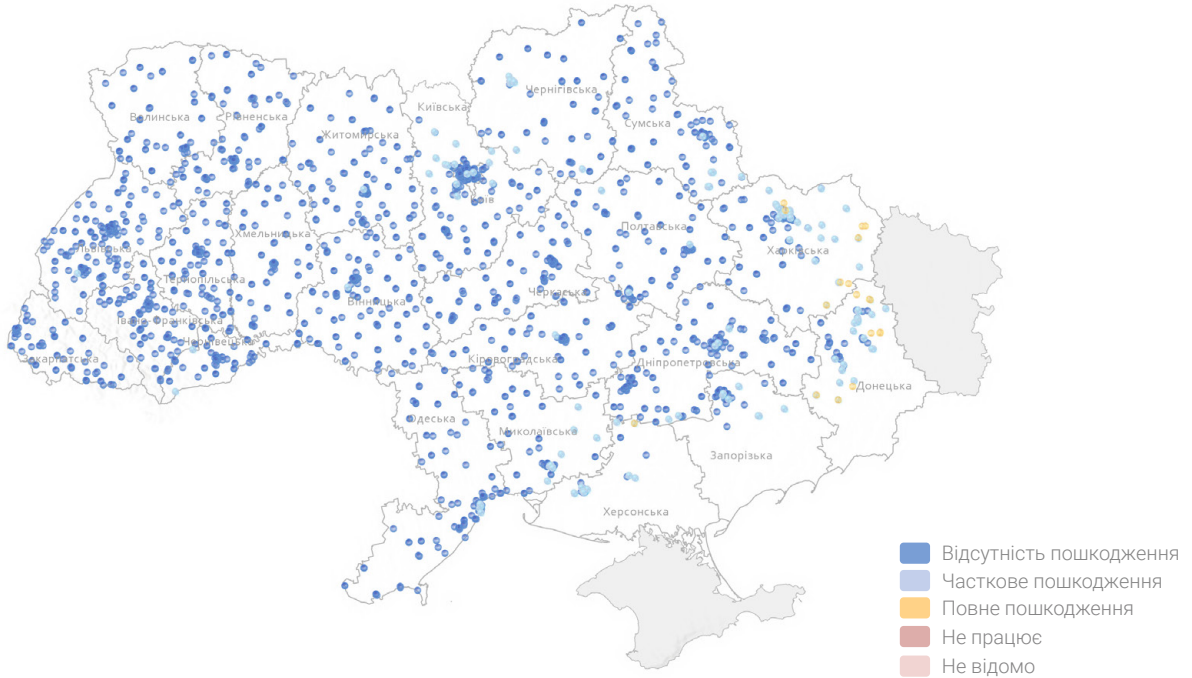 Чернігівська
Київська
Волинська
Рівненська
Сумська
Житомирська
Київ
Полтавська
Хмельницька
Львівська
Харківська
Тернопільська
Черкаська
Вінницька
Івано-Франківська
Чернівецька
Закарпатська
Кіровоградська
Дніпропетровська
Донецька
Одеська
Миколаївська
Запорізька
Херсонська
Відсутність пошкодження
Часткове пошкодження
Повне пошкодження
Не працює
Не відомо